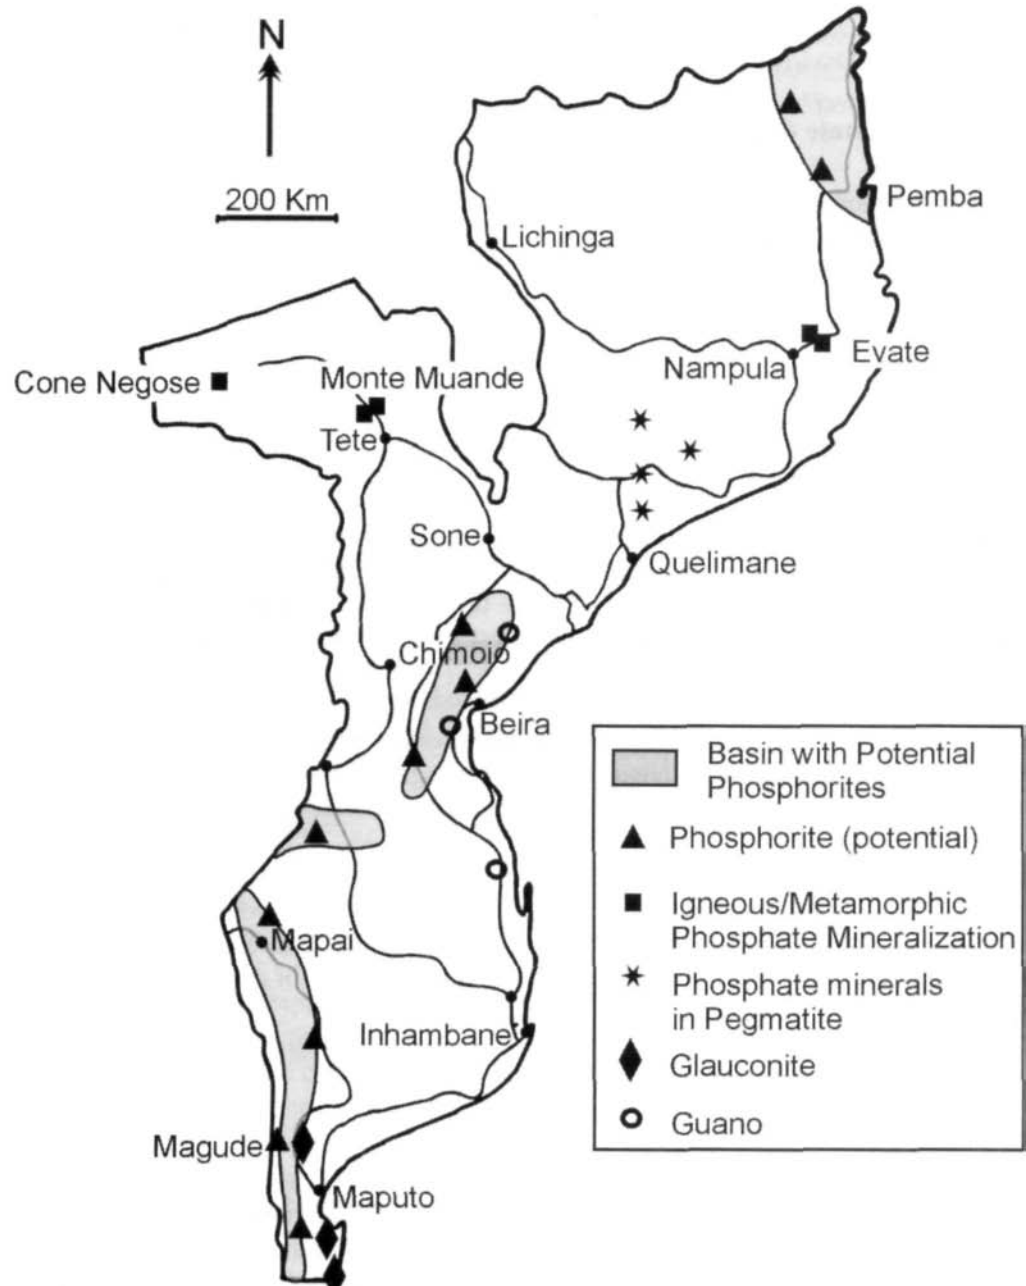 N
200 Km
Pemba
Lichinga
Evate
Nampula
Cone Negose
Monte Muande
Tete
Sone
Quelimane
Chimoio
Beira
Mapai
Inhambane
Magude
Maputo
Basin with Potential
Phosphorites
Phosphorite (potential)
Igneous/Metamorphic
Phosphate Mineralization
Phosphate minerals
in Pegmatite
Glauconite
Guano